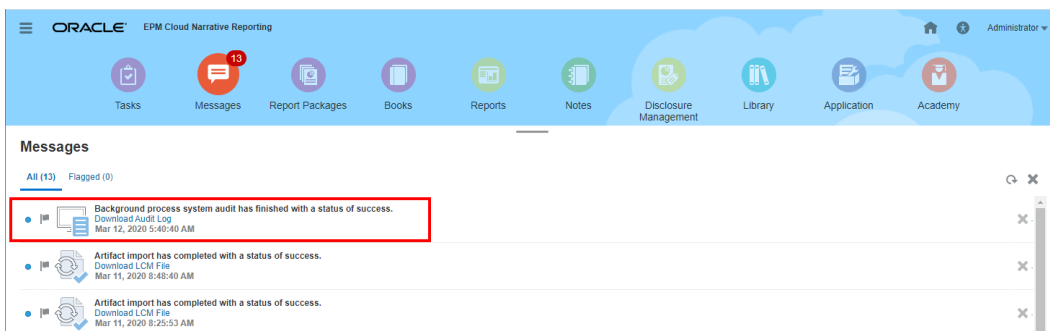 ORACLE EPM Cloud Narrative Reporting Administrator
13
Tasks Messages Report Packages Books Reports Notes Disclosure Management Library Application Academy
Messages
All (13) Flagged (0)
Background process system audit has finished with a status of success.
Download Audit Log
Mar 12, 2020 5:40:40 AM
Artifact import has completed with a status of success.
Download LCM File
Mar 11, 2020 8:48:40 AM
Artifact import has completed with a status of success.
Download LCM File
Mar 11, 2020 8:25:53 AM